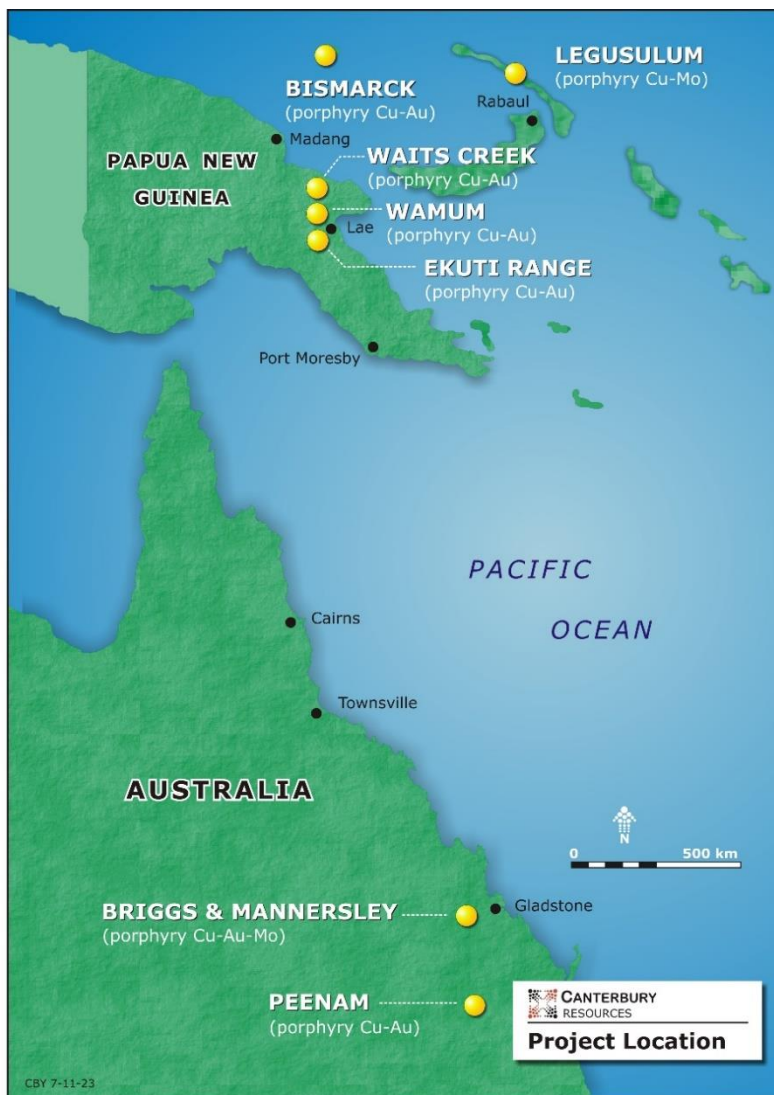 LEGUSULUM
(porphyry Cu-Mo)
BISMARCK
(porphyry Cu-Au)
Rabaul
Madang
PAPUA NEW
GUINEA
WAITS CREEK
(porphyry Cu-Au)
WAMUM
(porphyry Cu-Au)
Lae
EKUTI RANGE
(porphyry Cu-Au)
Port Moresby
PACIFIC
OCEAN
Cairns
Townsville
AUSTRALIA
N
0 500 km
BRIGGS & MANNERSLEY
(porphyry Cu-Au-Mo)
Gladstone
PEENAM
(porphyry Cu-Au)
CANTERBURY
RESOURCES
Project Location
CBY 7-11-23